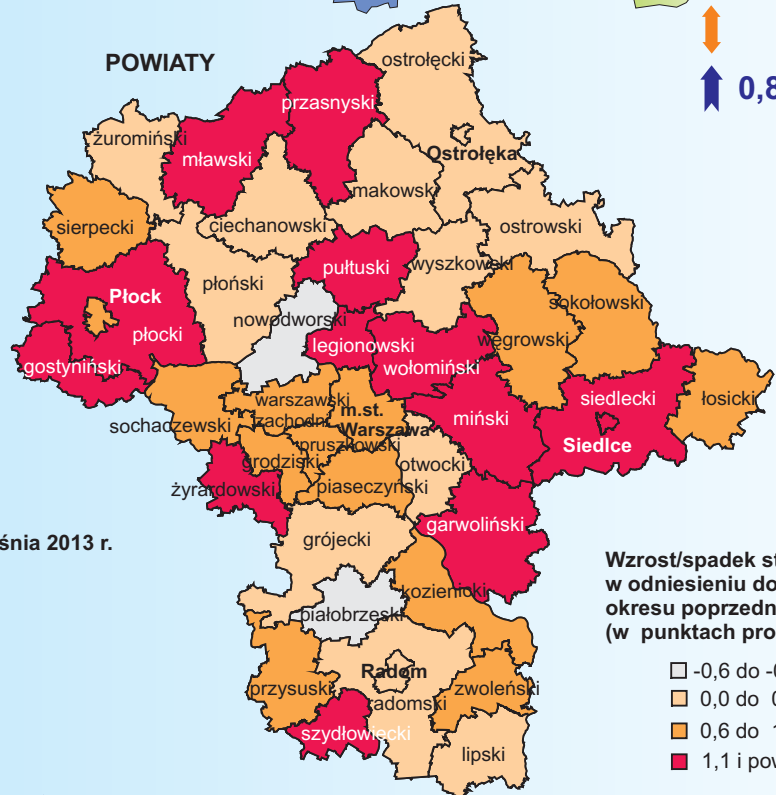 POWIATY
0,8
ostrołęcki
przasnyski
żuromiński
mławski
Ostrołęka
makowski
sierpecki
ciechanowski
ostrowski
płoński
pułtuski
wyszkowski
Płock
sokołowski
nowodworski
płocki
legionowski
węgrowski
gostyniński
wołomiński
siedlecki
łosicki
warszawski
zachodni
m.st.
Warszawa
miński
sochaczewski
pruszkowski
Siedlce
grodziski
otwocki
żyrardowski
piaseczyński
garwoliński
grójecki
śnia 2013 r.
kozienicki
białobrzeski
Radom
przysuski
radomski
zwoleński
szydłowiecki
lipski
Wzrost/spadek st
w odniesieniu do
okresu poprzedn
(w punktach pro
-0,6 do -0
0,0 do 0
0,6 do 1
1,1 i pow